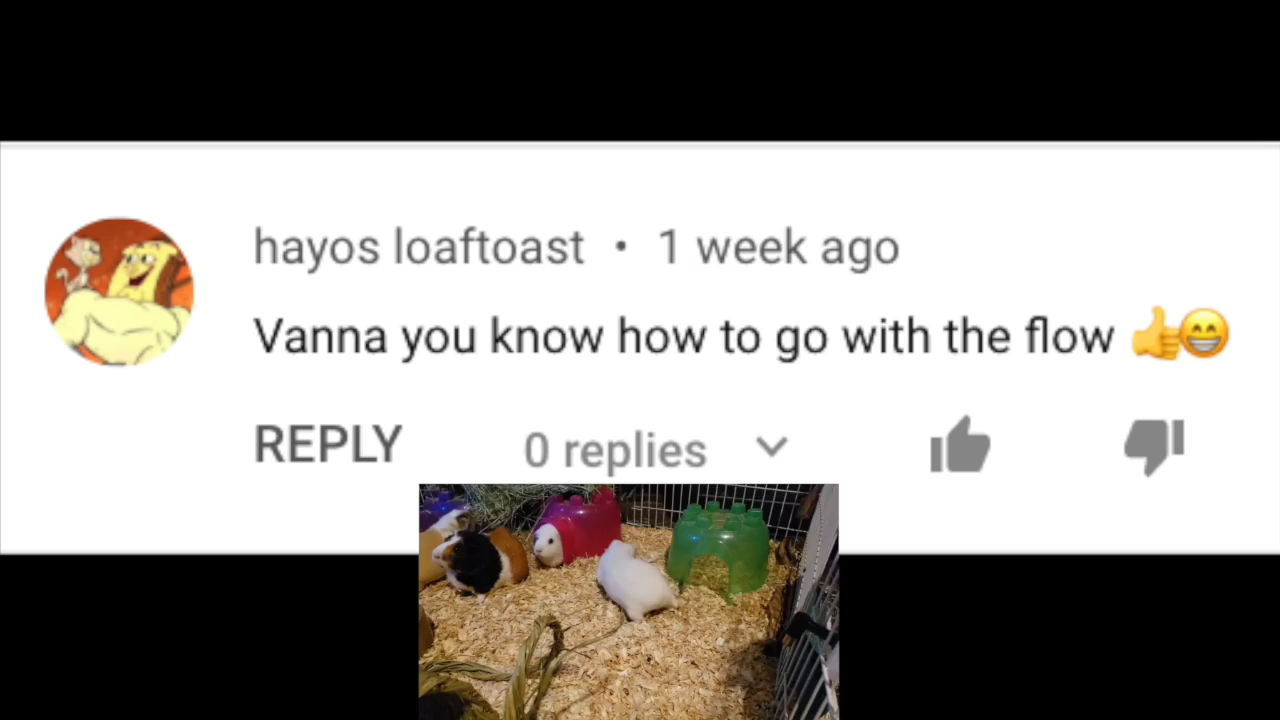 hayos loaftoast • 1 week ago
Vanna you know how to go with the flow 👍😁
REPLY 0 replies